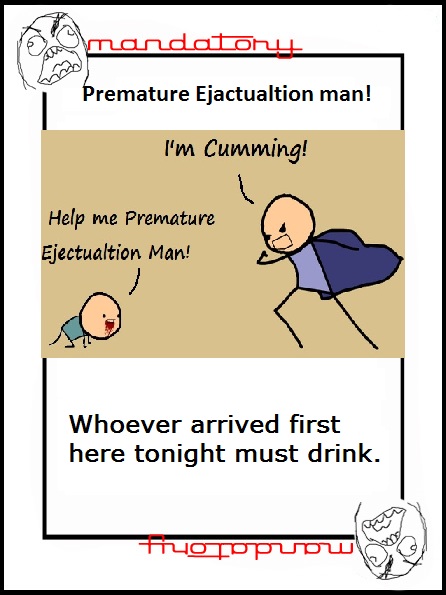 mandatory
Premature Ejactualtion man!
I'm Cumming!
Help me Premature
Ejectualtion Man!
Whoever arrived first
here tonight must drink.
mandatory